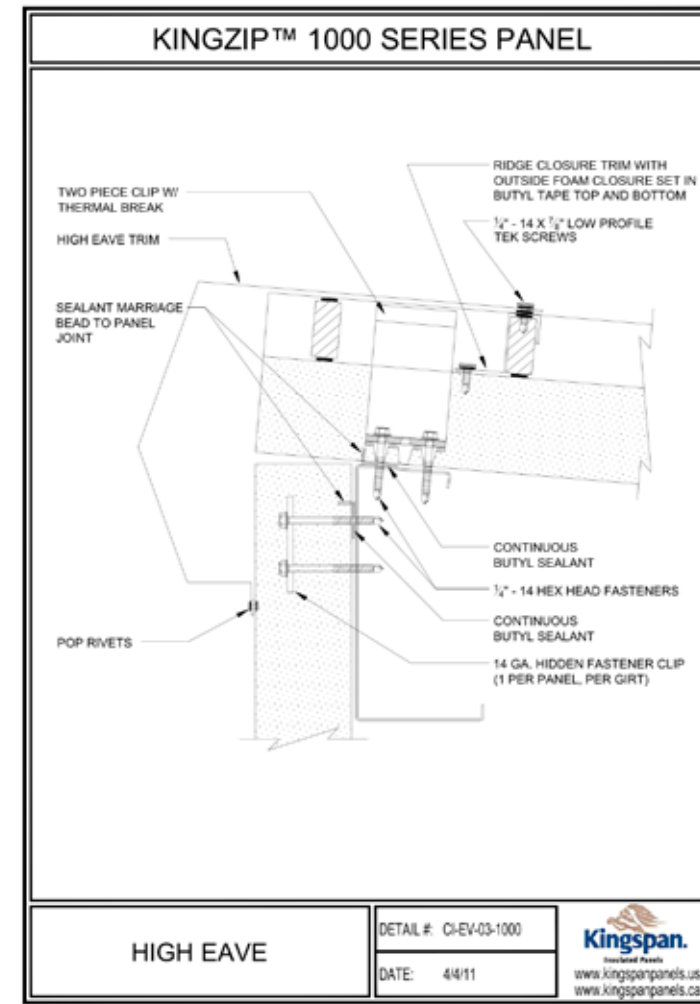 KINGZIP™ 1000 SERIES PANEL
TWO PIECE CLIP W/
THERMAL BREAK
HIGH EAVE TRIM
SEALANT MARRIAGE
BEAD TO PANEL
JOINT
POP RIVETS
RIDGE CLOSURE TRIM WITH
OUTSIDE FOAM CLOSURE SET IN
BUTYL TAPE TOP AND BOTTOM
¼" - 14 X ⅞" LOW PROFILE
TEK SCREWS
CONTINUOUS
BUTYL SEALANT
¼" - 14 HEX HEAD FASTENERS
CONTINUOUS
BUTYL SEALANT
14 GA. HIDDEN FASTENER CLIP
(1 PER PANEL, PER GIRT)
HIGH EAVE
DETAIL #: CI-EV-03-1000
DATE: 4/4/11
Kingspan.
Insulated Panels
www.kingspanpanels.us
www.kingspanpanels.ca